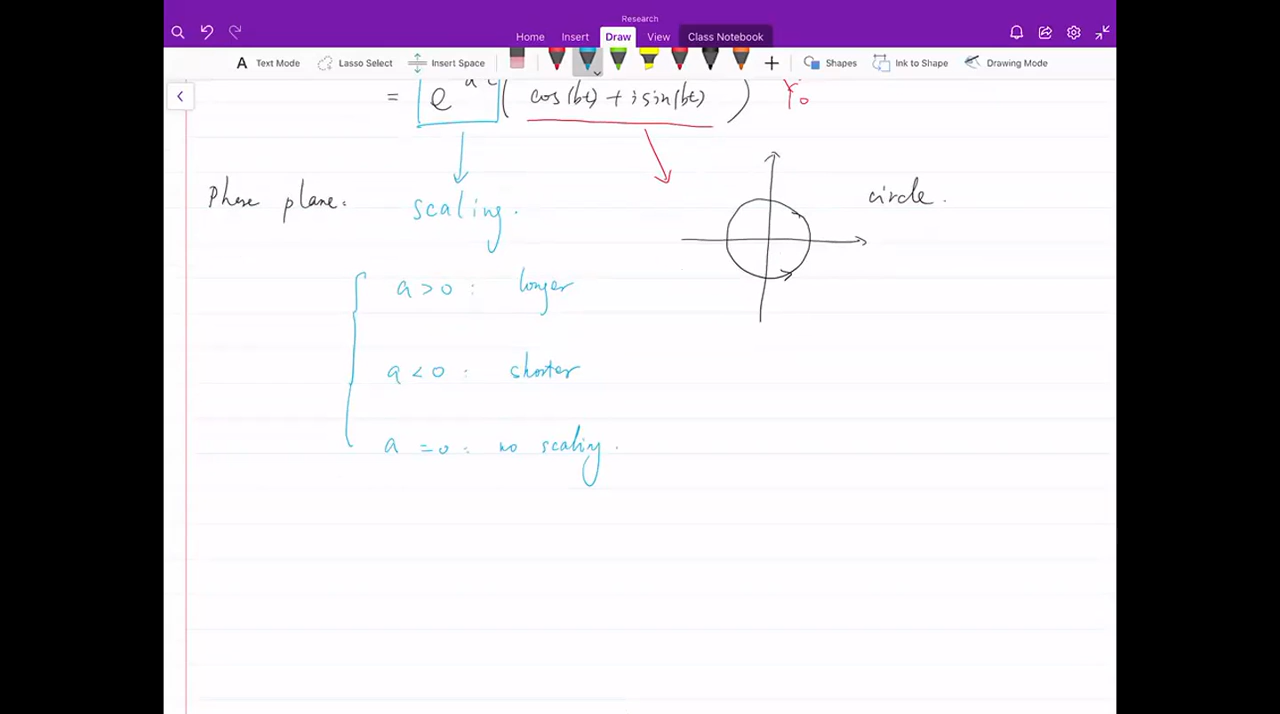 Research
Home Insert Draw View Class Notebook
A Text Mode Lasso Select Insert Space Shapes Ink to Shape Drawing Mode
= e^at ( cos(bt) + i sin(bt) ) r₀
Phase plane: scaling. circle.
a > 0 : longer
a < 0 : shorter
a = 0 : no scaling.